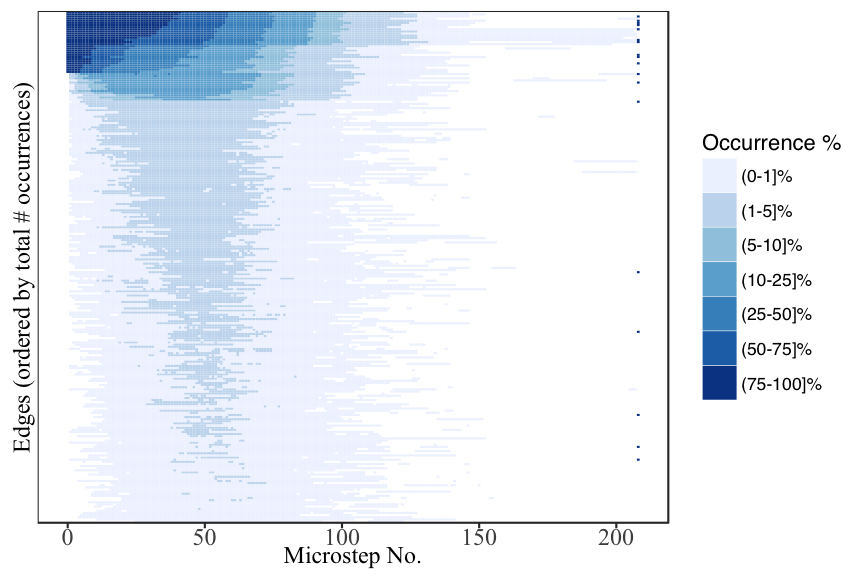 Edges (ordered by total # occurrences)
0 50 100 150 200
Microstep No.
Occurrence %
(0-1]%
(1-5]%
(5-10]%
(10-25]%
(25-50]%
(50-75]%
(75-100]%